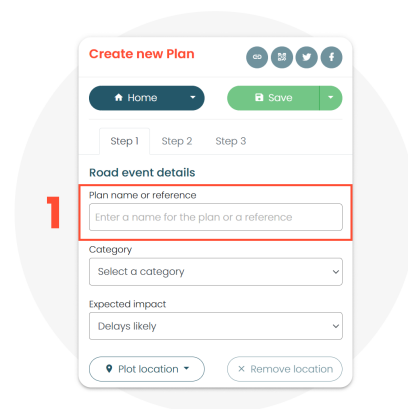 Create new Plan
Home
Save
Step 1 Step 2 Step 3
Road event details
1
Plan name or reference
Enter a name for the plan or a reference
Category
Select a category
Expected impact
Delays likely
Plot location
× Remove location